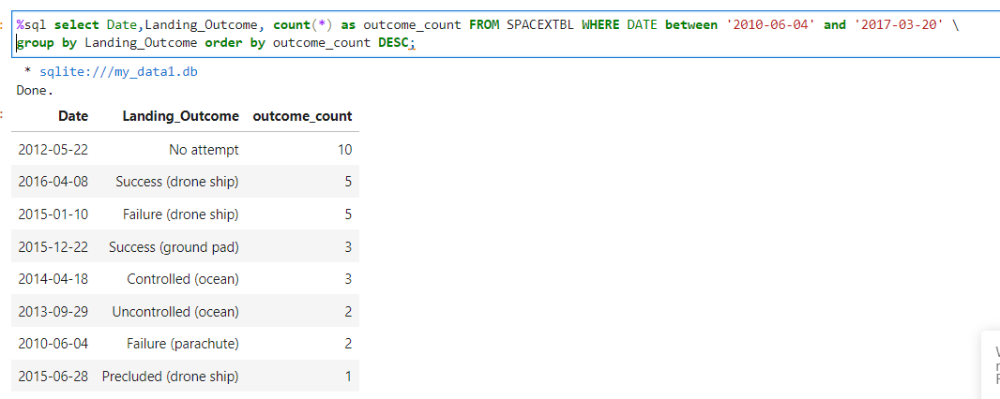 %sql select Date,Landing_Outcome, count(*) as outcome_count FROM SPACEXTBL WHERE DATE between '2010-06-04' and '2017-03-20' \
group by Landing_Outcome order by outcome_count DESC;
* sqlite:///my_data1.db
Done.
Date Landing_Outcome outcome_count
2012-05-22 No attempt 10
2016-04-08 Success (drone ship) 5
2015-01-10 Failure (drone ship) 5
2015-12-22 Success (ground pad) 3
2014-04-18 Controlled (ocean) 3
2013-09-29 Uncontrolled (ocean) 2
2010-06-04 Failure (parachute) 2
2015-06-28 Precluded (drone ship) 1